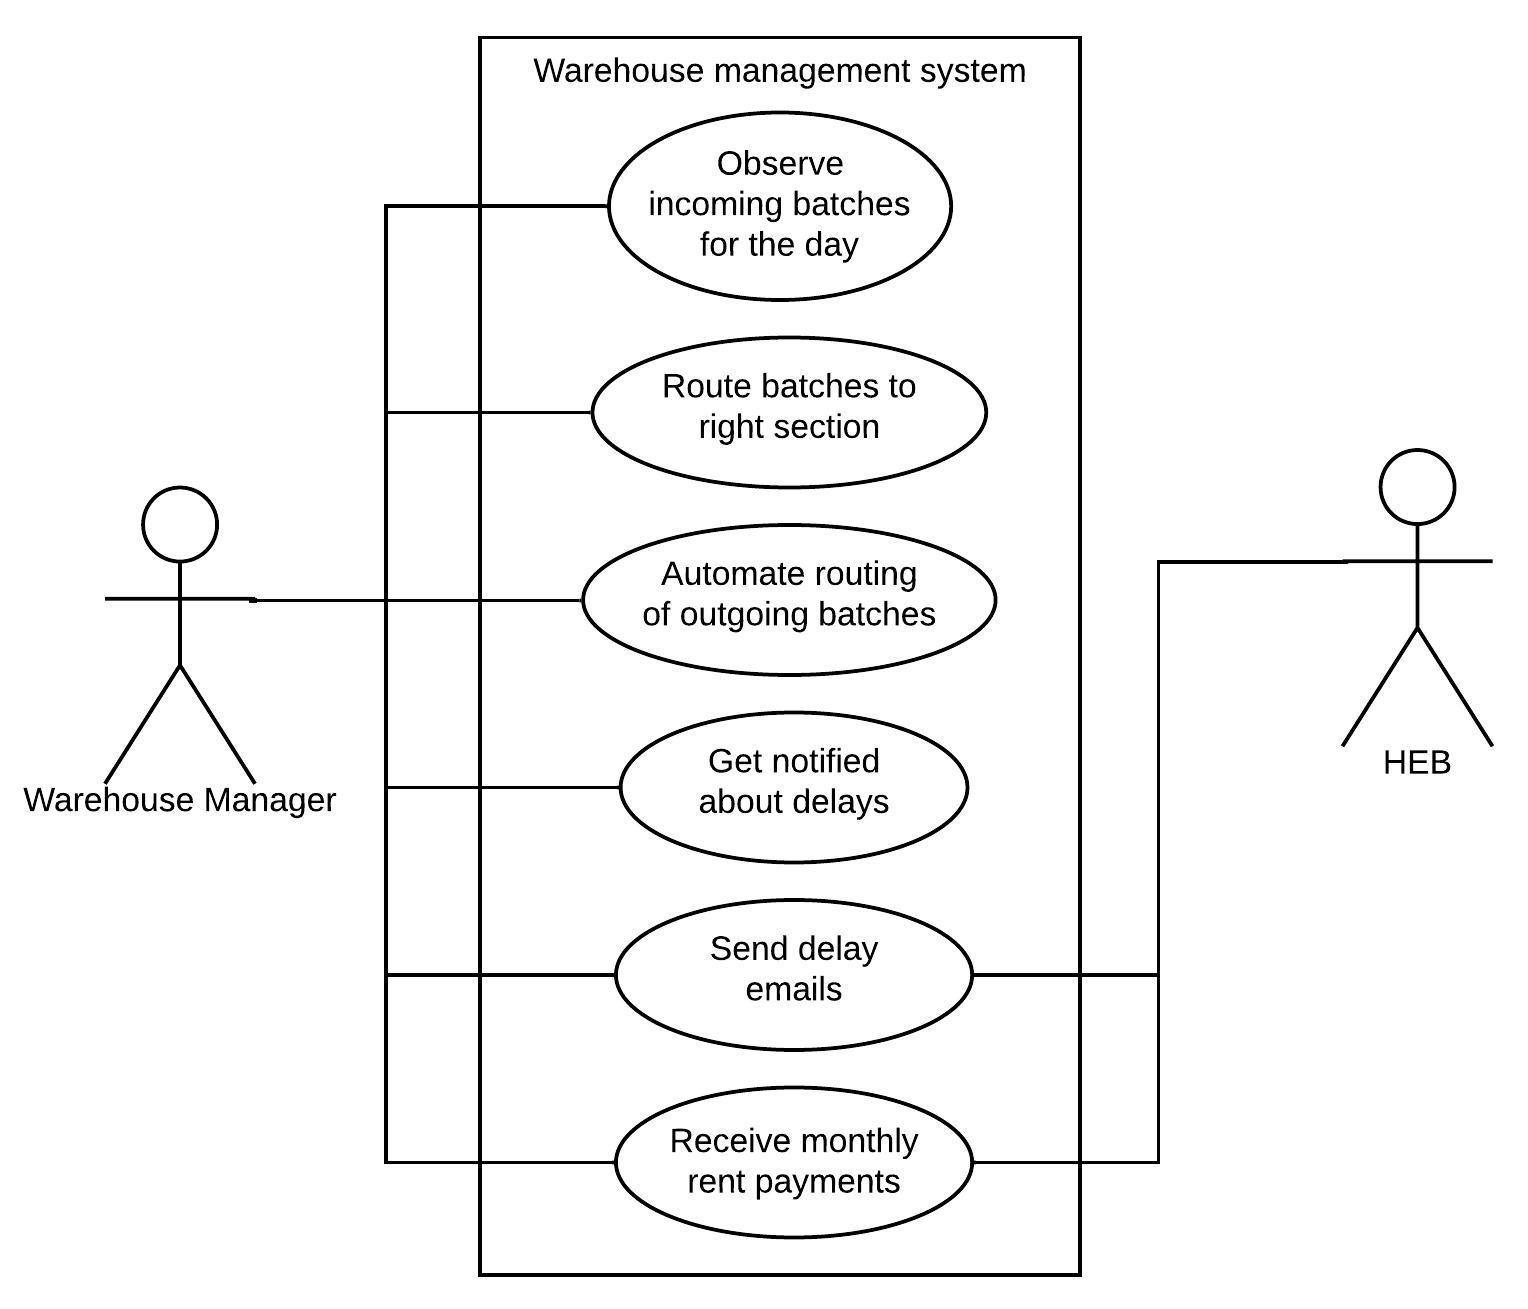 Warehouse management system
Observe
incoming batches
for the day
Route batches to
right section
Automate routing
of outgoing batches
Get notified
about delays
Warehouse Manager
HEB
Send delay
emails
Receive monthly
rent payments